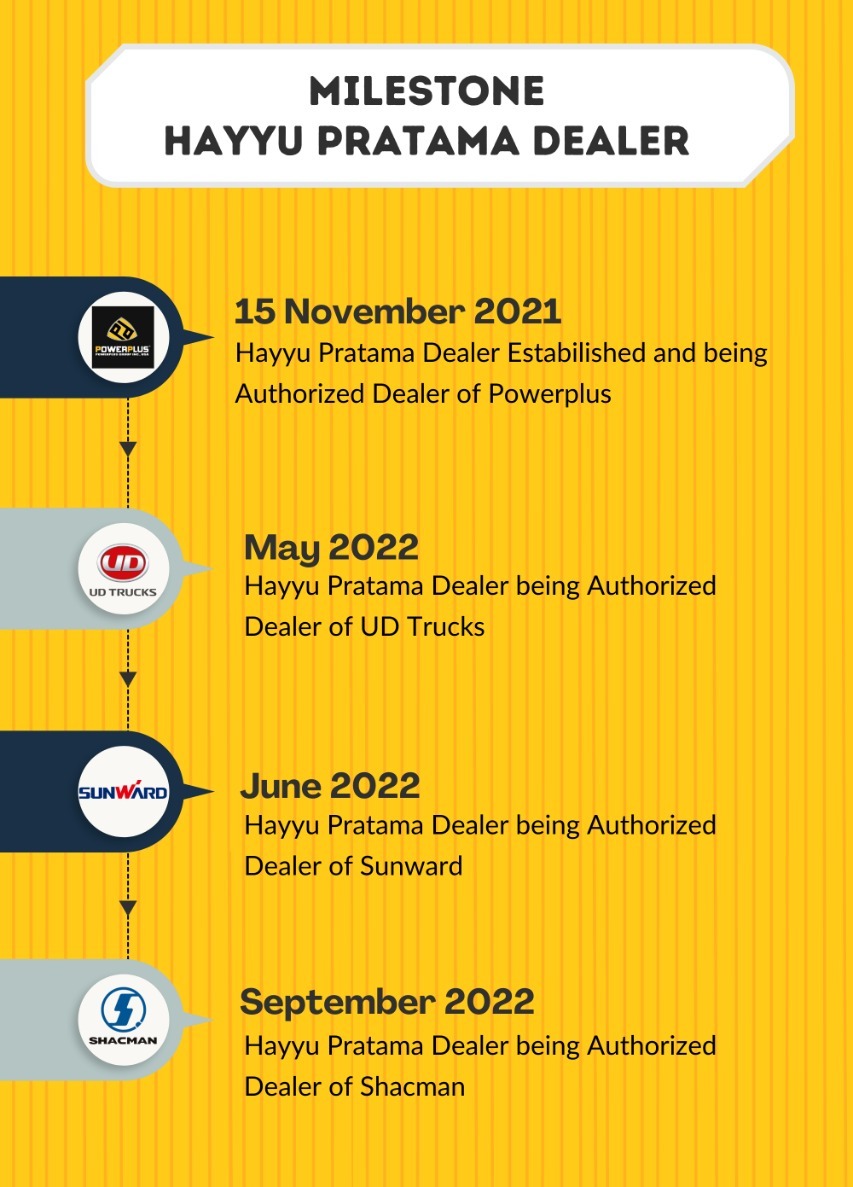 MILESTONE
HAYYU PRATAMA DEALER
POWERPLUS
15 November 2021
Hayyu Pratama Dealer Estabilished and being
Authorized Dealer of Powerplus
UD
UD TRUCKS
May 2022
Hayyu Pratama Dealer being Authorized
Dealer of UD Trucks
SUNWARD
June 2022
Hayyu Pratama Dealer being Authorized
Dealer of Sunward
SHACMAN
September 2022
Hayyu Pratama Dealer being Authorized
Dealer of Shacman